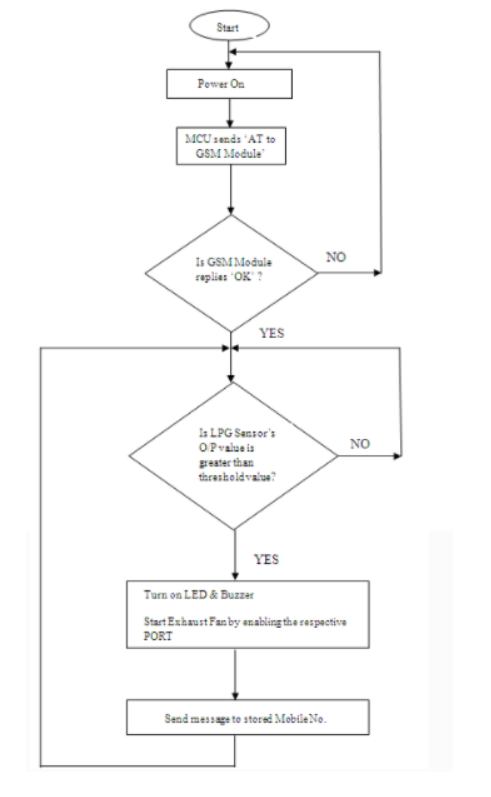 Start
Power On
MCU sends 'AT to
GSM Module'
Is GSM Module
replies 'OK' ?
NO
YES
Is LPG Sensor's
O/P value is
greater than
threshold value?
NO
YES
Turn on LED & Buzzer
Start Exhaust Fan by enabling the respective
PORT
Send message to stored Mobile No.